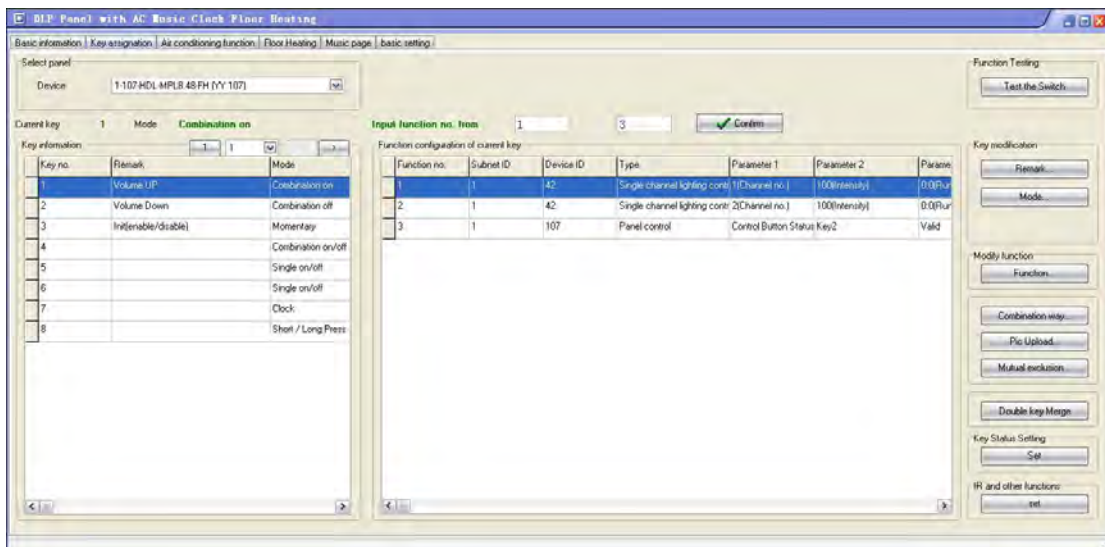 DLP Panel with AC Music Clock Floor Heating
Basic information Key assignation Air conditioning function Floor Heating Music page basic setting
Select panel
Device 1-107-HDL-MPL8.48-FH (YY 107)
Function Testing
Test the Switch
Current key 1 Mode Combination on Input function no. from 1 3 Confirm
Key information 1 1
Function configuration of current key
Key no. Remark Mode
1 Volume UP Combination on
2 Volume Down Combination off
3 Init(enable/disable) Momentary
4 Combination on/off
5 Single on/off
6 Single on/off
7 Clock
8 Short / Long Press
Function no. Subnet ID Device ID Type Parameter 1 Parameter 2 Parame
1 1 42 Single channel lighting contr 1(Channel no.) 100(Intensity) 0:0(Run
2 1 42 Single channel lighting contr 2(Channel no.) 100(Intensity) 0:0(Run
3 1 107 Panel control Control Button Status Key2 Valid
Key modification
Remark...
Mode...
Modify function
Function...
Combination way...
Pic Upload...
Mutual exclusion...
Double key Merge
Key Status Setting
Set
IR and other functions
set